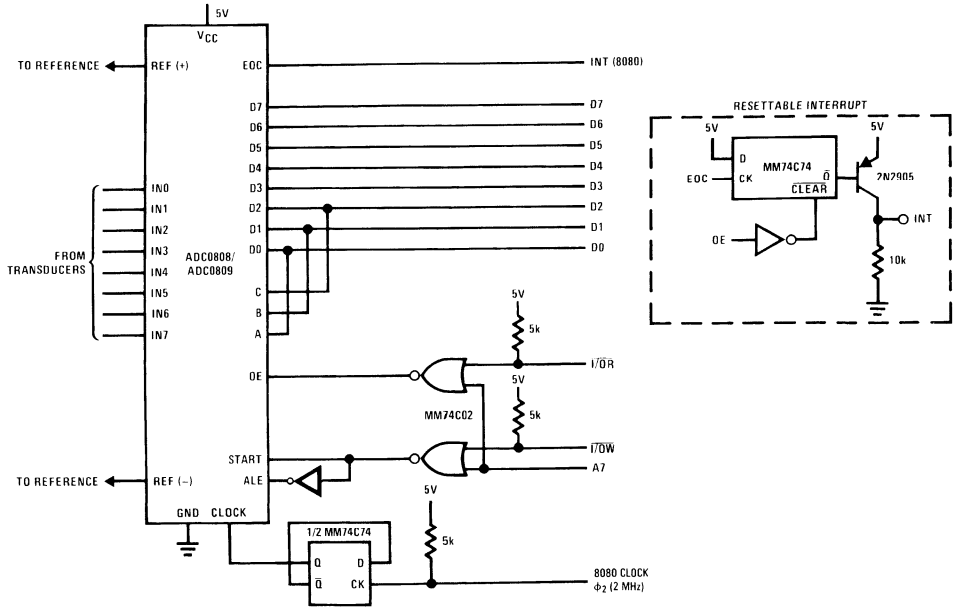 5V
VCC
TO REFERENCE
REF (+)
EOC
INT (8080)
D7
D7
D6
D6
D5
D5
D4
D4
D3
D3
D2
D2
D1
D1
D0
D0
IN0
IN1
IN2
IN3
IN4
IN5
IN6
IN7
FROM
TRANSDUCERS
ADC0808/
ADC0809
C
B
A
OE
START
ALE
TO REFERENCE
REF (−)
GND
CLOCK
5V
5k
I/OR
5V
5k
MM74C02
I/OW
A7
5V
5k
1/2 MM74C74
Q
D
Q
CK
8080 CLOCK
ϕ2 (2 MHz)
RESETTABLE INTERRUPT
5V
5V
D
MM74C74
EOC
CK
Q
CLEAR
2N2905
OE
INT
10k